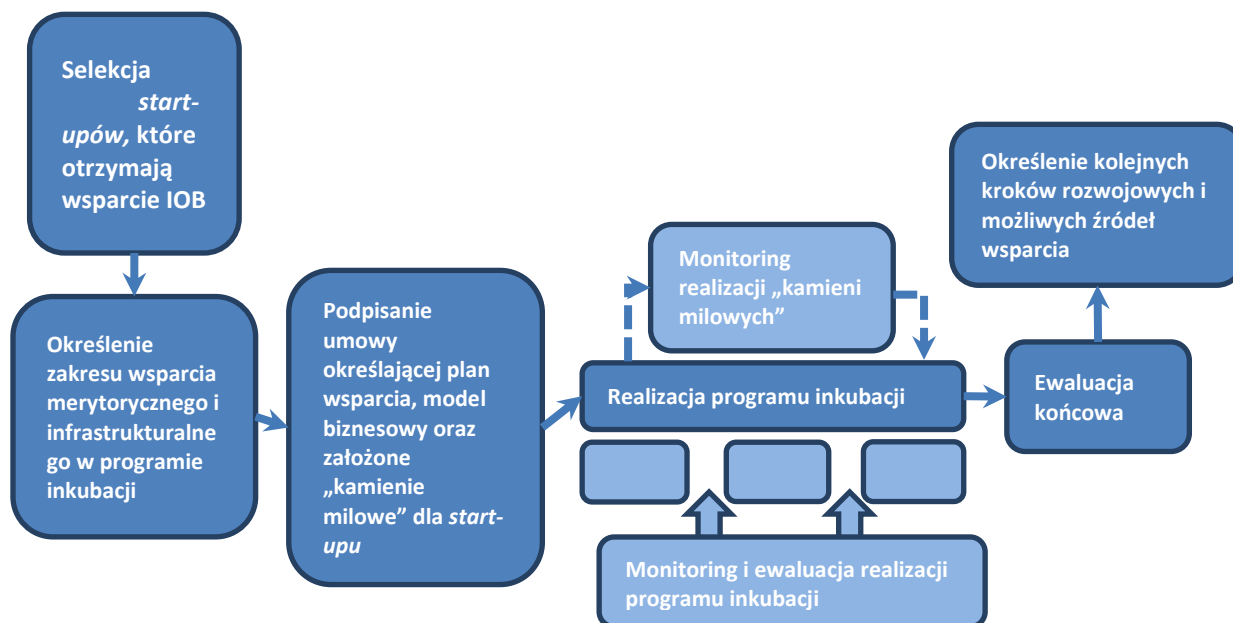 Selekcja
start-
upów, które
otrzymają
wsparcie IOB
Określenie
zakresu wsparcia
merytorycznego i
infrastrukturalne
go w programie
inkubacji
Podpisanie
umowy
określającej plan
wsparcia, model
biznesowy oraz
założone
„kamienie
milowe” dla start-
upu
Monitoring
realizacji „kamieni
milowych”
Realizacja programu inkubacji
Monitoring i ewaluacja realizacji
programu inkubacji
Ewaluacja
końcowa
Określenie kolejnych
kroków rozwojowych i
możliwych źródeł
wsparcia